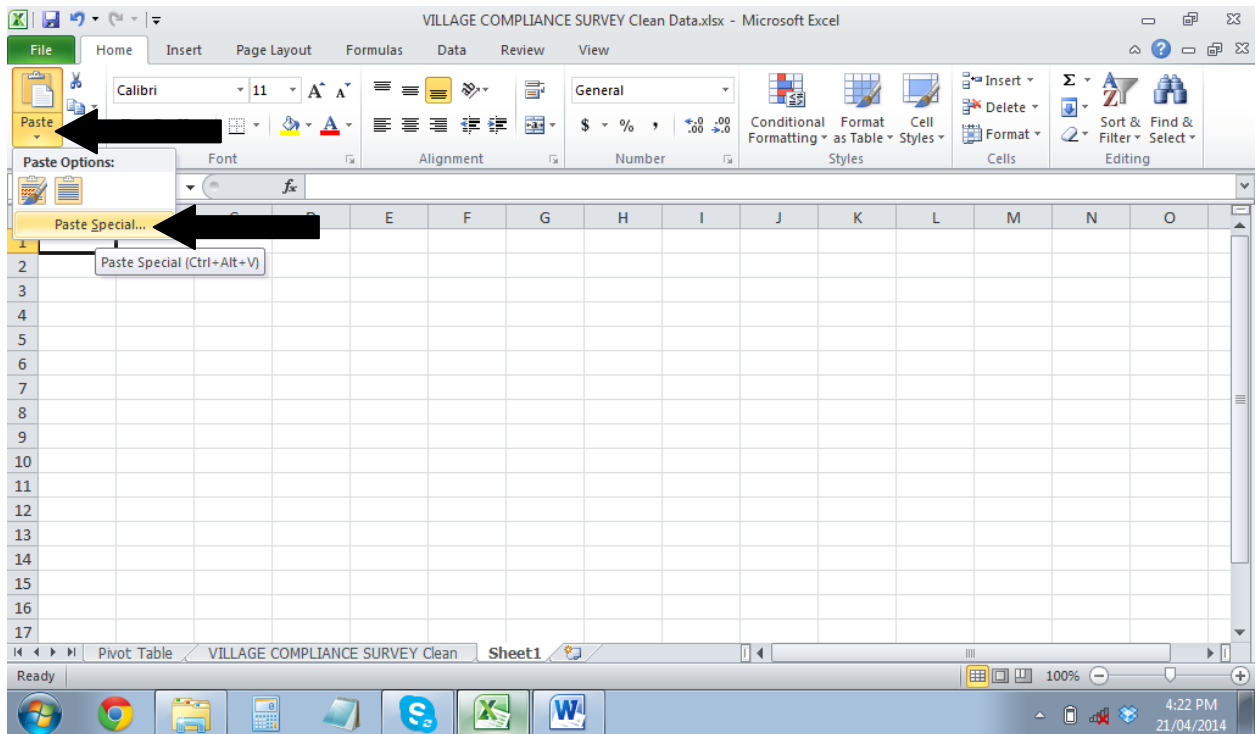 VILLAGE COMPLIANCE SURVEY Clean Data.xlsx - Microsoft Excel
File Home Insert Page Layout Formulas Data Review View
Calibri 11 A A General Insert Σ
$ % , .00 .0 Delete
Paste Conditional Formatting Format as Table Cell Styles Format Sort & Filter Find & Select
Font Alignment Number Styles Cells Editing
Paste Options:
fx
Paste Special...
E F G H I J K L M N O
Paste Special (Ctrl+Alt+V)
1
2
3
4
5
6
7
8
9
10
11
12
13
14
15
16
17
Pivot Table VILLAGE COMPLIANCE SURVEY Clean Sheet1
Ready 100%
4:22 PM
21/04/2014